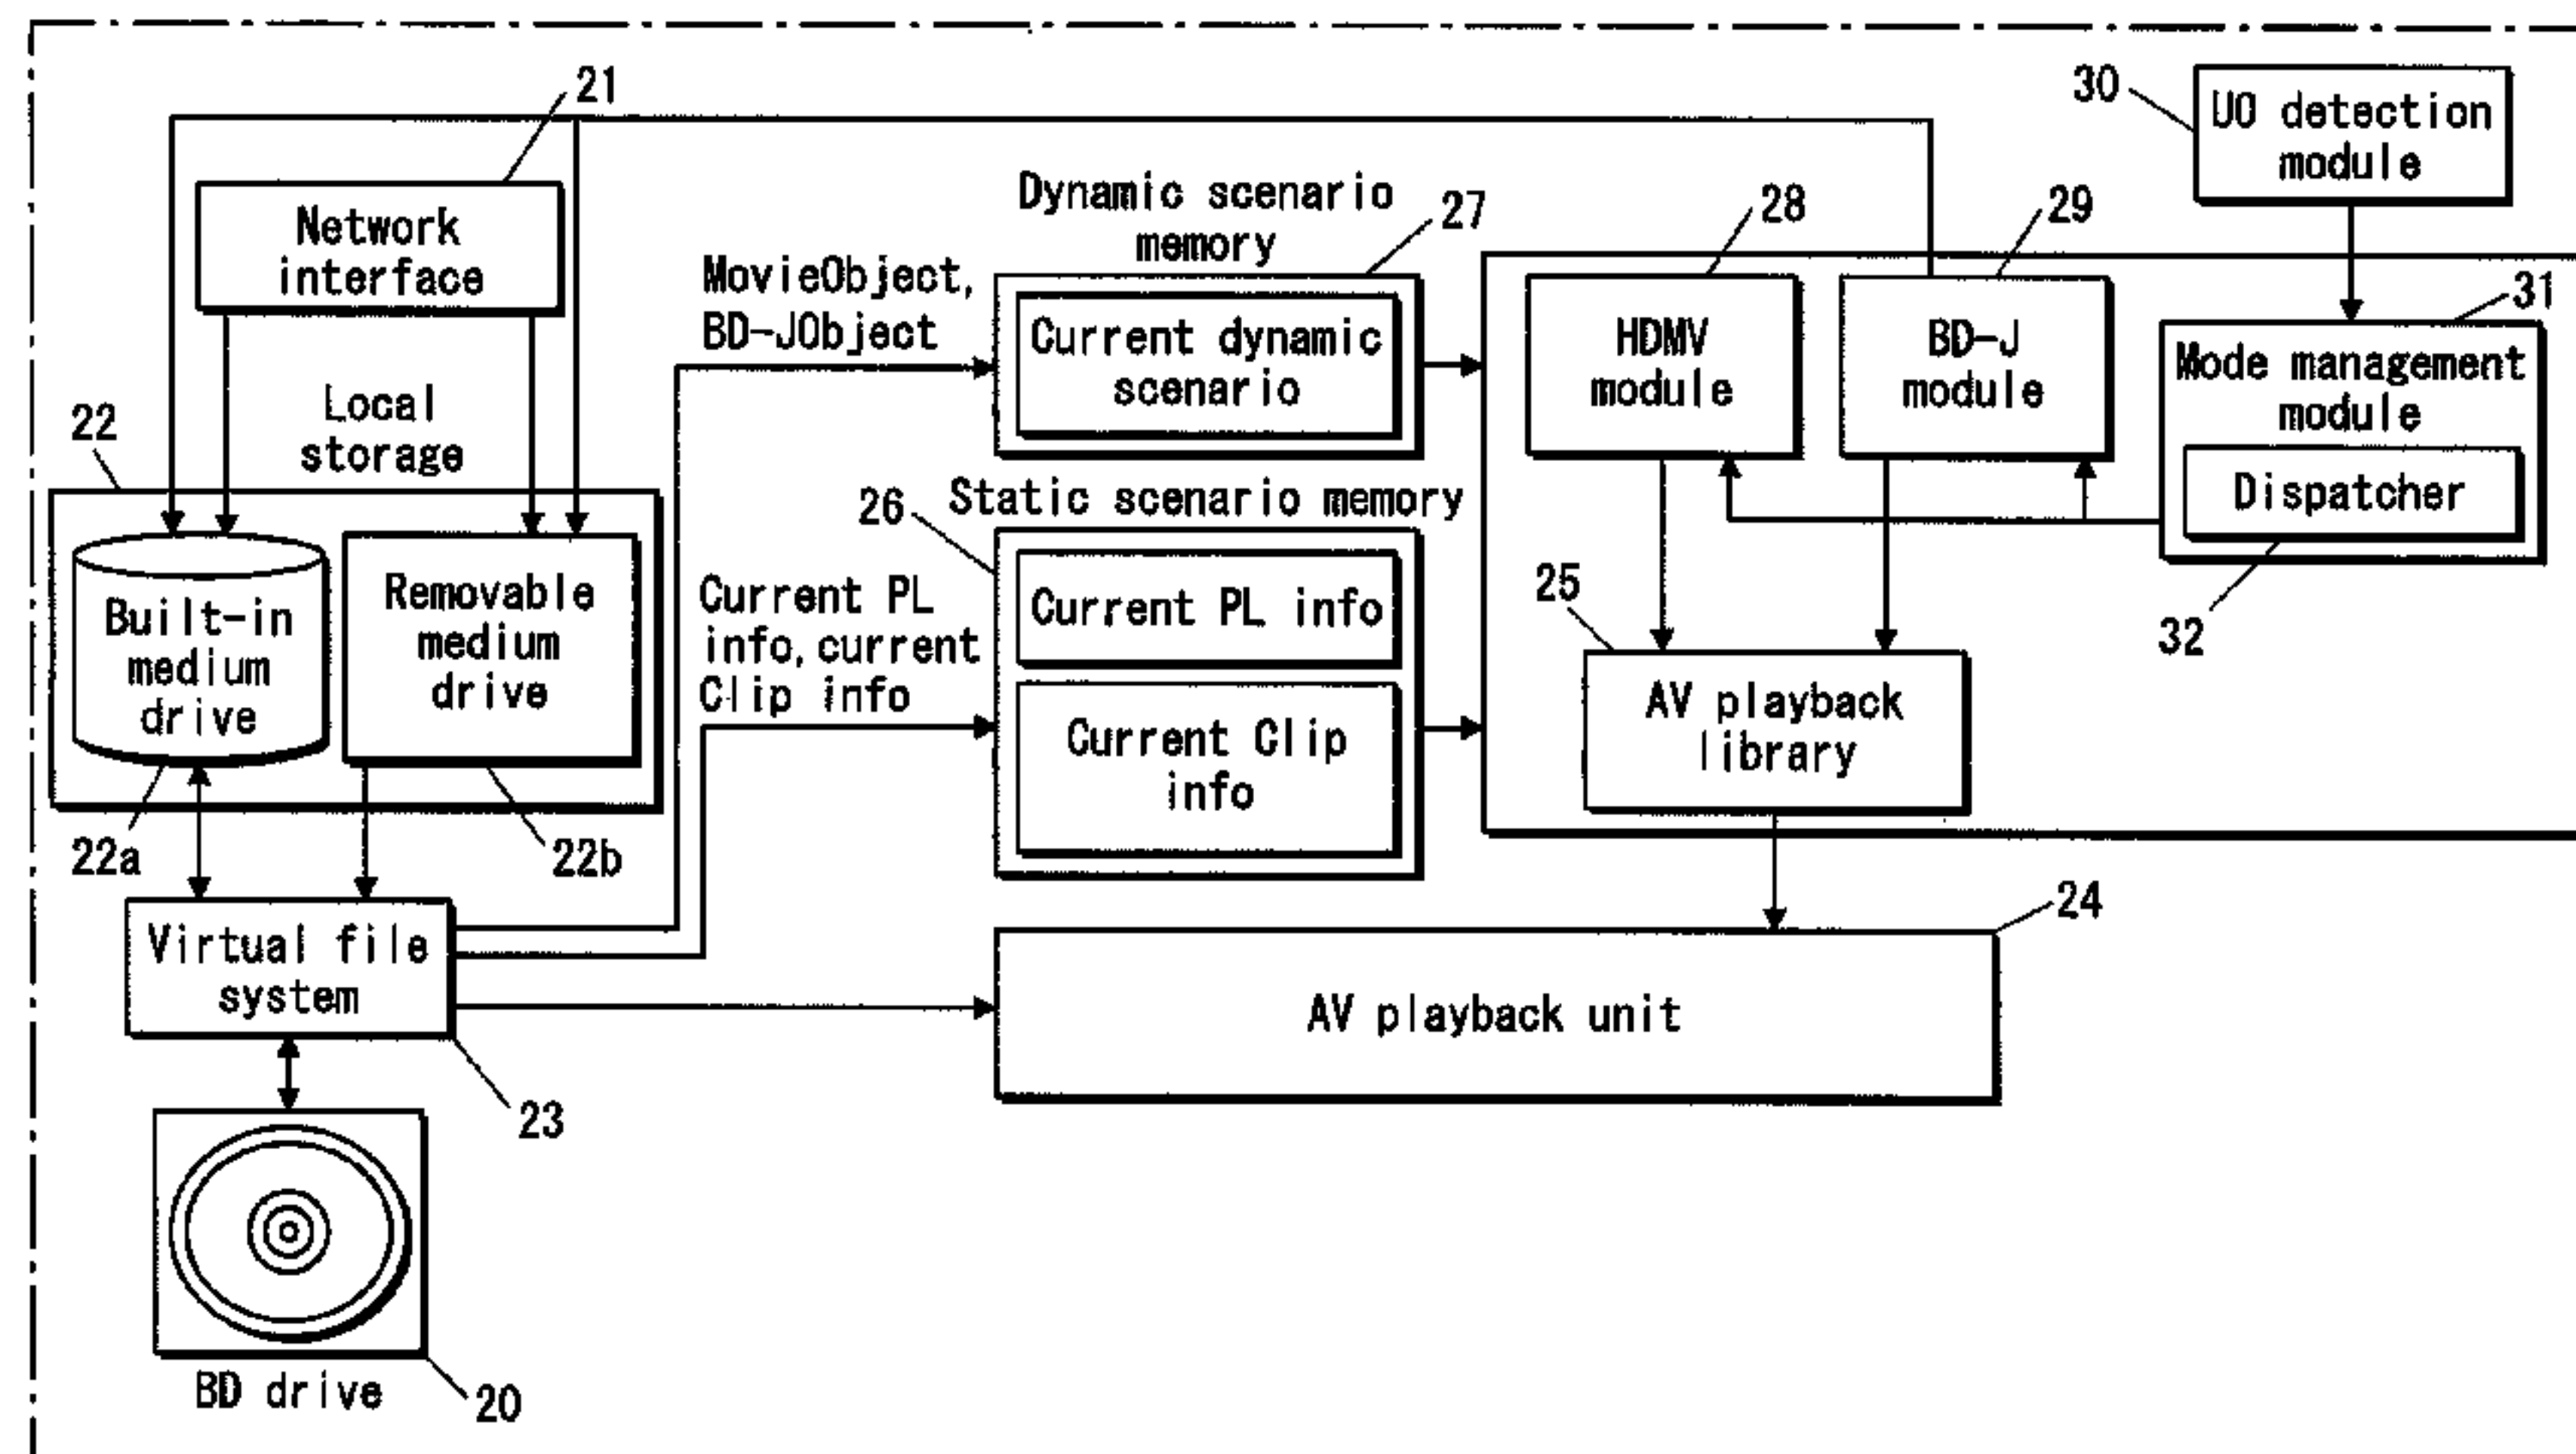 21
Network
interface
Local
storage
22
Built-in
medium
drive
Removable
medium
drive
22a
22b
Virtual file
system
23
BD drive
20
MovieObject,
BD-JObject
Current PL
info, current
Clip info
Dynamic scenario
memory
27
Current dynamic
scenario
26
Static scenario memory
Current PL info
Current Clip
info
28
HDMV
module
29
BD-J
module
30
UO detection
module
31
Mode management
module
Dispatcher
32
25
AV playback
library
24
AV playback unit